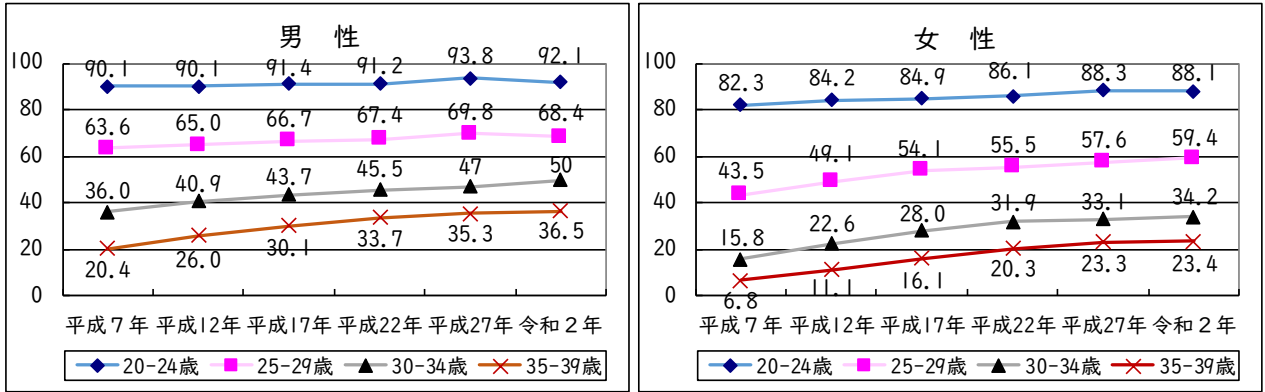 男 性
100
80
60
40
20
0
90.1 90.1 91.4 91.2 93.8 92.1
63.6 65.0 66.7 67.4 69.8 68.4
36.0 40.9 43.7 45.5 47 50
20.4 26.0 30.1 33.7 35.3 36.5
平成7年 平成12年 平成17年 平成22年 平成27年 令和2年
20-24歳 25-29歳 30-34歳 35-39歳
女 性
100
80
60
40
20
0
82.3 84.2 84.9 86.1 88.3 88.1
43.5 49.1 54.1 55.5 57.6 59.4
15.8 22.6 28.0 31.9 33.1 34.2
6.8 11.1 16.1 20.3 23.3 23.4
平成7年 平成12年 平成17年 平成22年 平成27年 令和2年
20-24歳 25-29歳 30-34歳 35-39歳